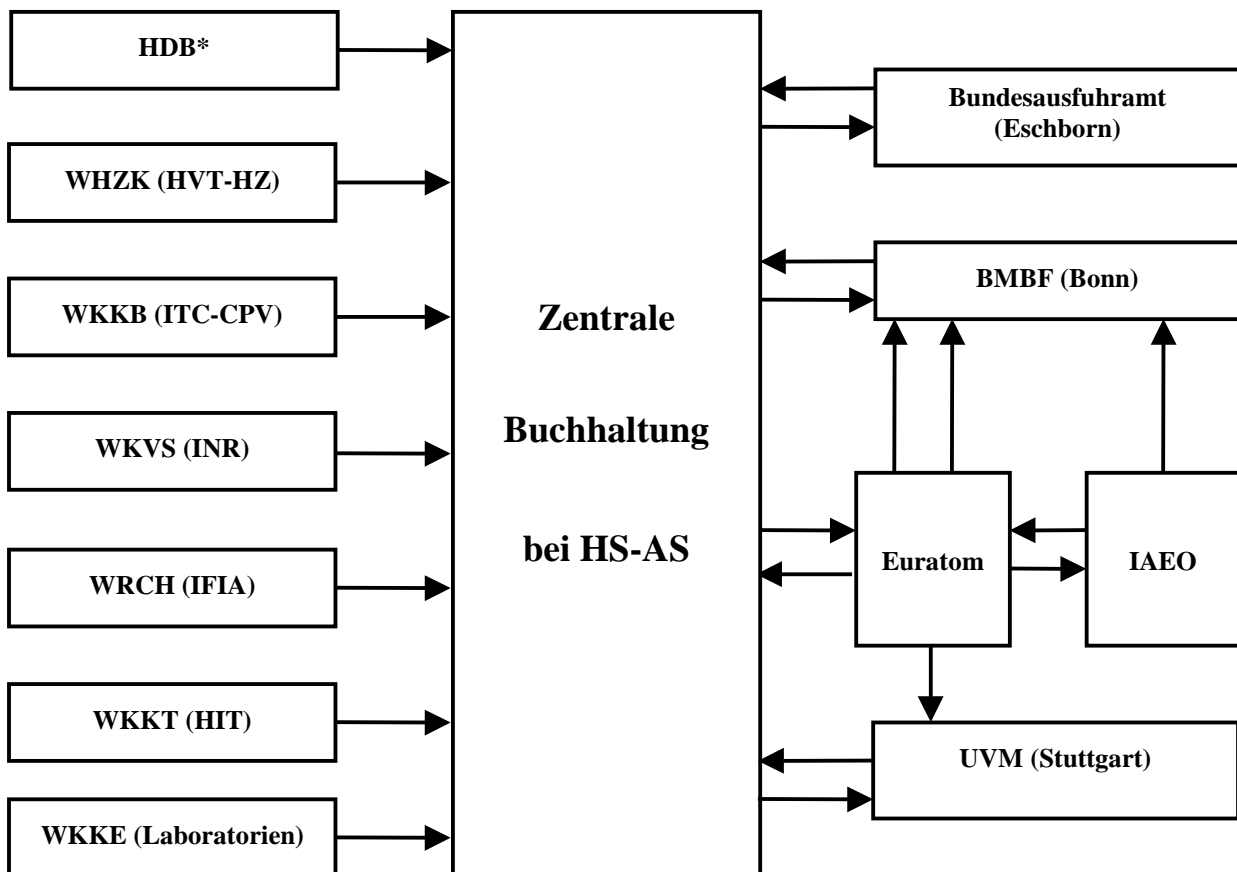 HDB*
WHZK (HVT-HZ)
WKKB (ITC-CPV)
WKVS (INR)
WRCH (IFIA)
WKKT (HIT)
WKKE (Laboratorien)
Zentrale
Buchhaltung
bei HS-AS
Bundesausfuhramt
(Eschborn)
BMBF (Bonn)
Euratom
IAEO
UVM (Stuttgart)